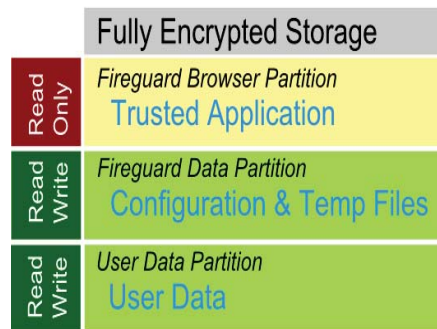 Fully Encrypted Storage
Read
Only
Fireguard Browser Partition
Trusted Application
Read
Write
Fireguard Data Partition
Configuration & Temp Files
Read
Write
User Data Partition
User Data